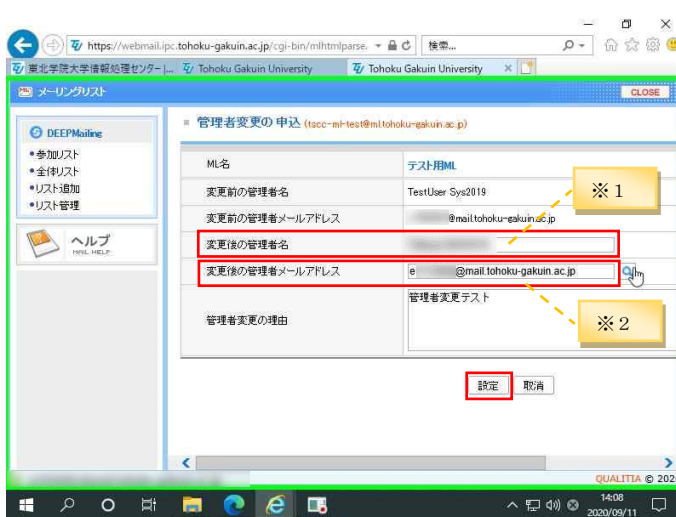 https://webmail.ipc.tohoku-gakuin.ac.jp/cgi-bin/mlhtmlparse.
検索...
東北学院大学情報処理センター |...
Tohoku Gakuin University
Tohoku Gakuin University
メーリングリスト
CLOSE
DEEPMailing
参加リスト
全体リスト
リスト追加
リスト管理
ヘルプ
MAIL HELP
管理者変更の申込 (tscc-ml-test@ml.tohoku-gakuin.ac.jp)
ML名
テスト用ML
変更前の管理者名
TestUser Sys2019
変更前の管理者メールアドレス
@mail.tohoku-gakuin.ac.jp
変更後の管理者名
変更後の管理者メールアドレス
e
@mail.tohoku-gakuin.ac.jp
管理者変更の理由
管理者変更テスト
※1
※2
設定
取消
QUALITIA © 202
14:08
2020/09/11